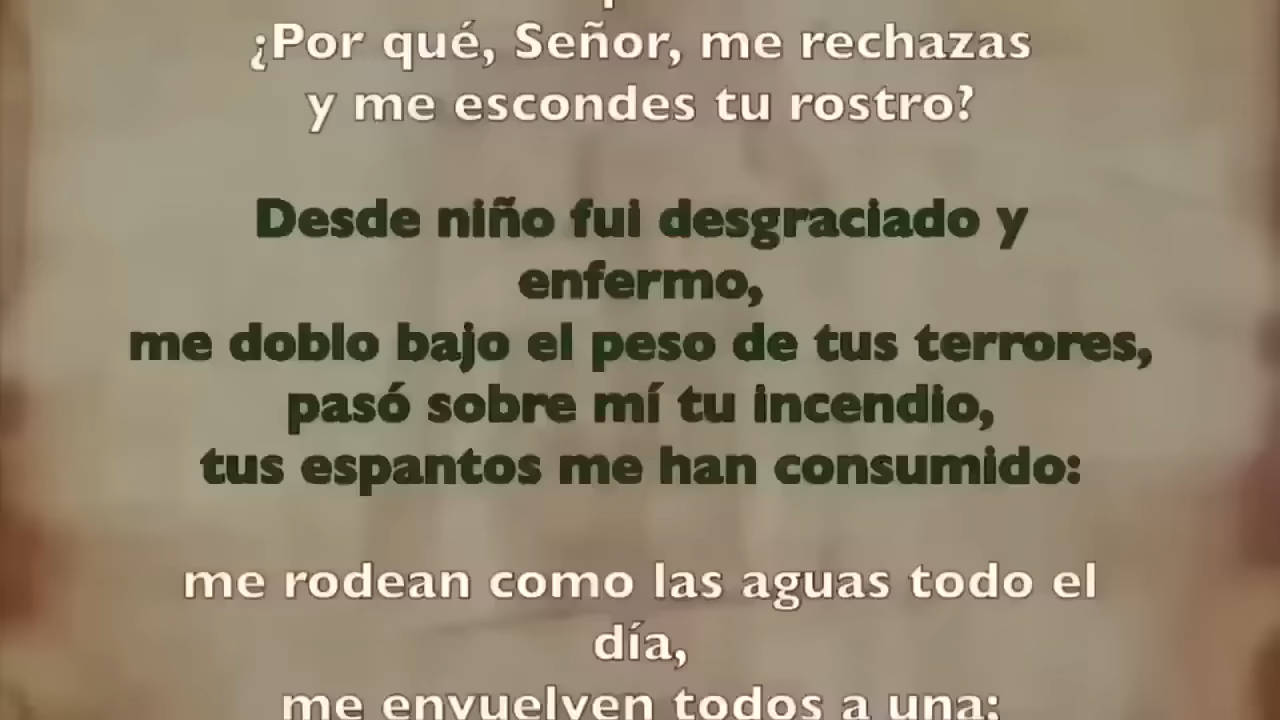 ¿Por qué, Señor, me rechazas
y me escondes tu rostro?
Desde niño fui desgraciado y
enfermo,
me doblo bajo el peso de tus terrores,
pasó sobre mí tu incendio,
tus espantos me han consumido:
me rodean como las aguas todo el
día,
me envuelven todos a una: